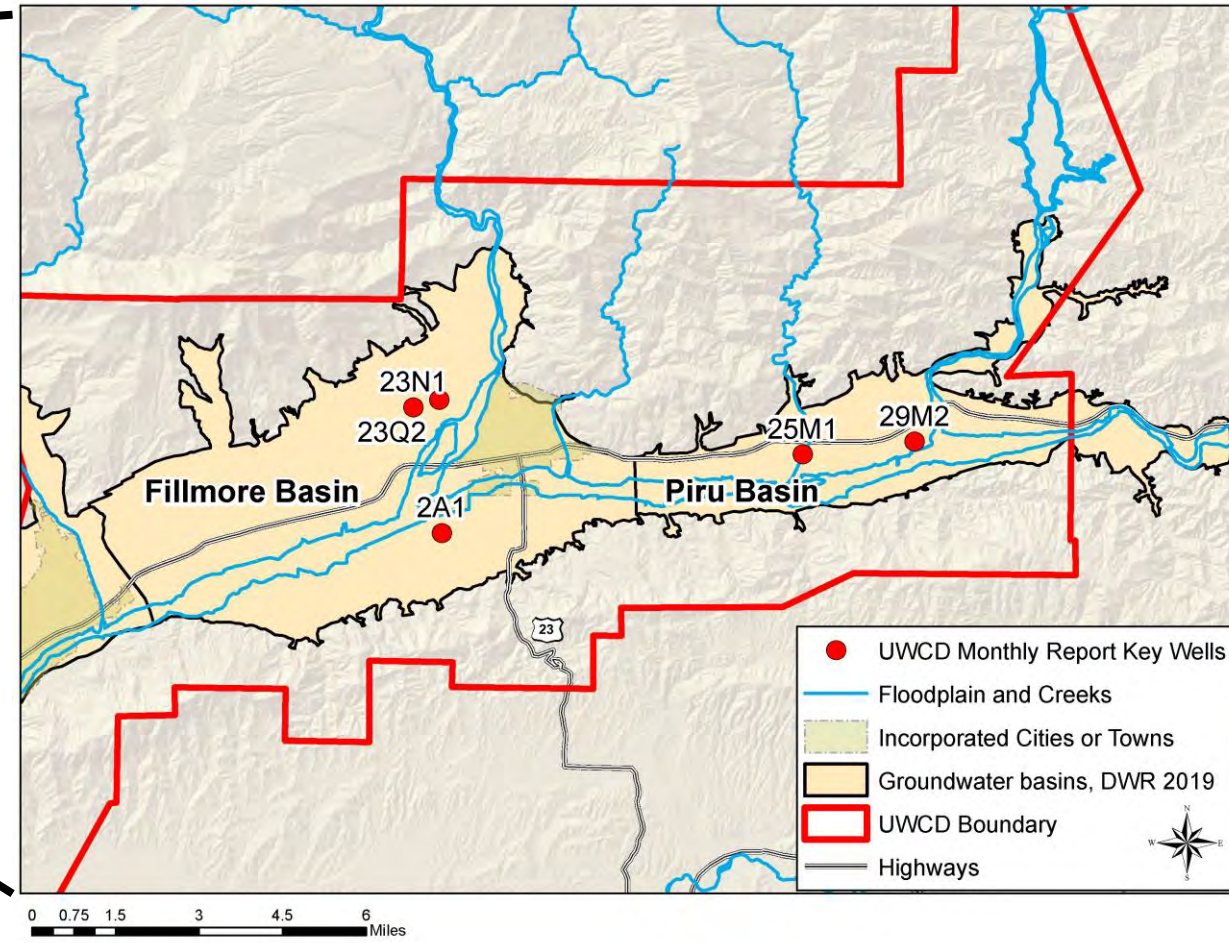 23N1
23Q2
25M1
29M2
Fillmore Basin
Piru Basin
2A1
23
UWCD Monthly Report Key Wells
Floodplain and Creeks
Incorporated Cities or Towns
Groundwater basins, DWR 2019
UWCD Boundary
Highways
N
W
E
S
0 0.75 1.5 3 4.5 6
Miles